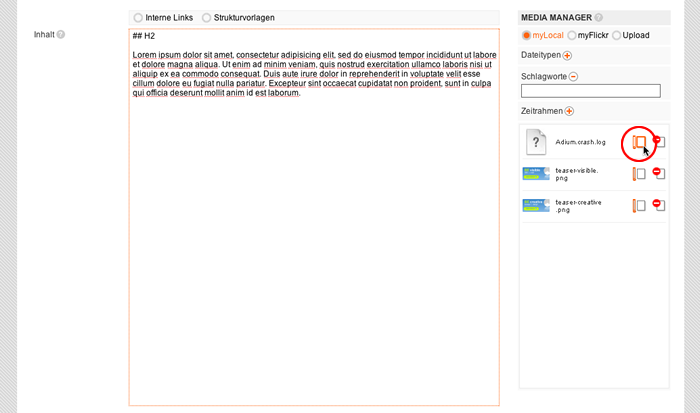 Interne Links Strukturvorlagen
Inhalt ?
## H2
Lorem ipsum dolor sit amet, consectetur adipisicing elit, sed do eiusmod tempor incididunt ut labore
et dolore magna aliqua. Ut enim ad minim veniam, quis nostrud exercitation ullamco laboris nisi ut
aliquip ex ea commodo consequat. Duis aute irure dolor in reprehenderit in voluptate velit esse
cillum dolore eu fugiat nulla pariatur. Excepteur sint occaecat cupidatat non proident, sunt in culpa
qui officia deserunt mollit anim id est laborum.
MEDIA MANAGER ?
myLocal myFlickr Upload
Dateitypen
Schlagworte
Zeitrahmen
? Adium.crash.log
teaser-visible.
png
teaser-creative
.png